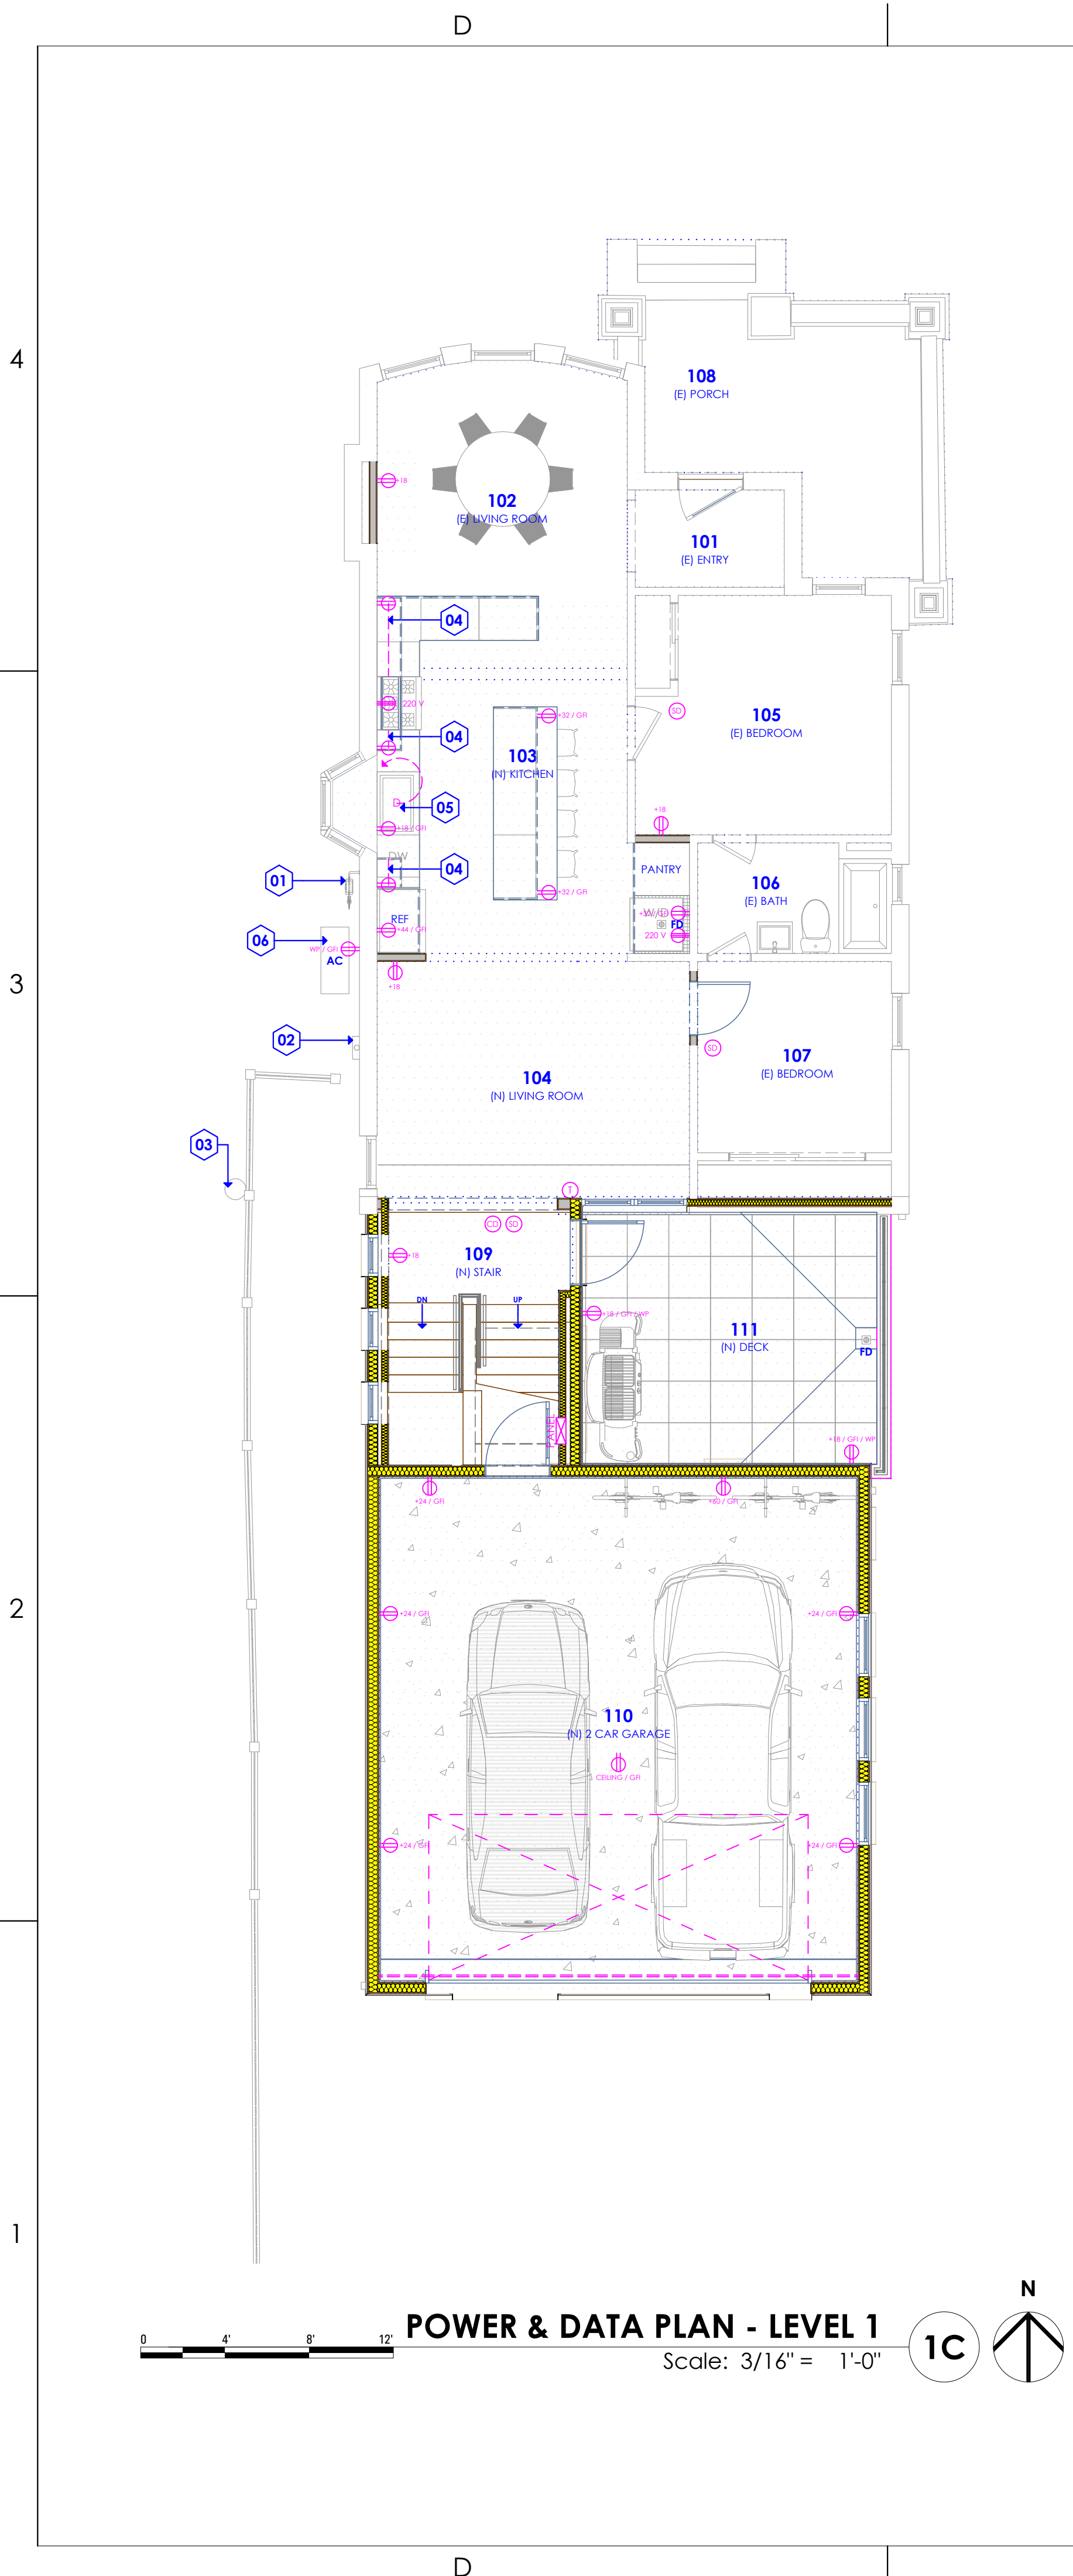 D
4
108
(E) PORCH
+18
102
(E) LIVING ROOM
101
(E) ENTRY
04
220 V
SD
+32 / GFI
105
(E) BEDROOM
04
103
(N) KITCHEN
D
05
+18 / GFI
+18
DW
04
PANTRY
01
106
(E) BATH
+32 / GFI
REF
W/D
FD
+44 / GFI
220 V
06
WP / GFI
AC
3
+18
02
SD
107
(E) BEDROOM
104
(N) LIVING ROOM
03
T
CD
SD
109
(N) STAIR
+18
DN
UP
+18 / GFI / WP
111
(N) DECK
FD
PANEL
+18 / GFI / WP
+24 / GFI
+60 / GFI
2
+24 / GFI
+24 / GFI
110
(N) 2 CAR GARAGE
CEILING / GFI
+24 / GFI
+24 / GFI
1
N
0
4'
8'
12'
POWER & DATA PLAN - LEVEL 1
1C
Scale: 3/16" = 1'-0"
D